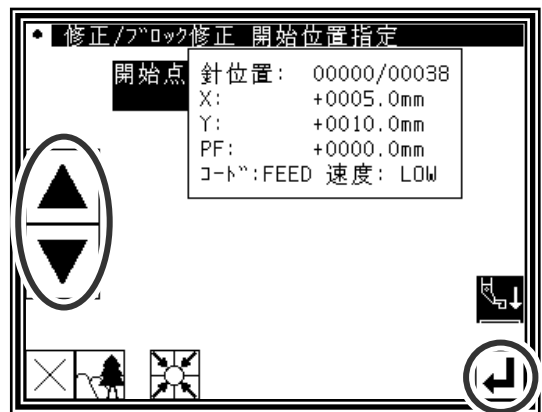 修正/ブロック修正 開始位置指定
開始点
針位置: 00000/00038
X: +0005.0mm
Y: +0010.0mm
PF: +0000.0mm
コード:FEED 速度: LOW